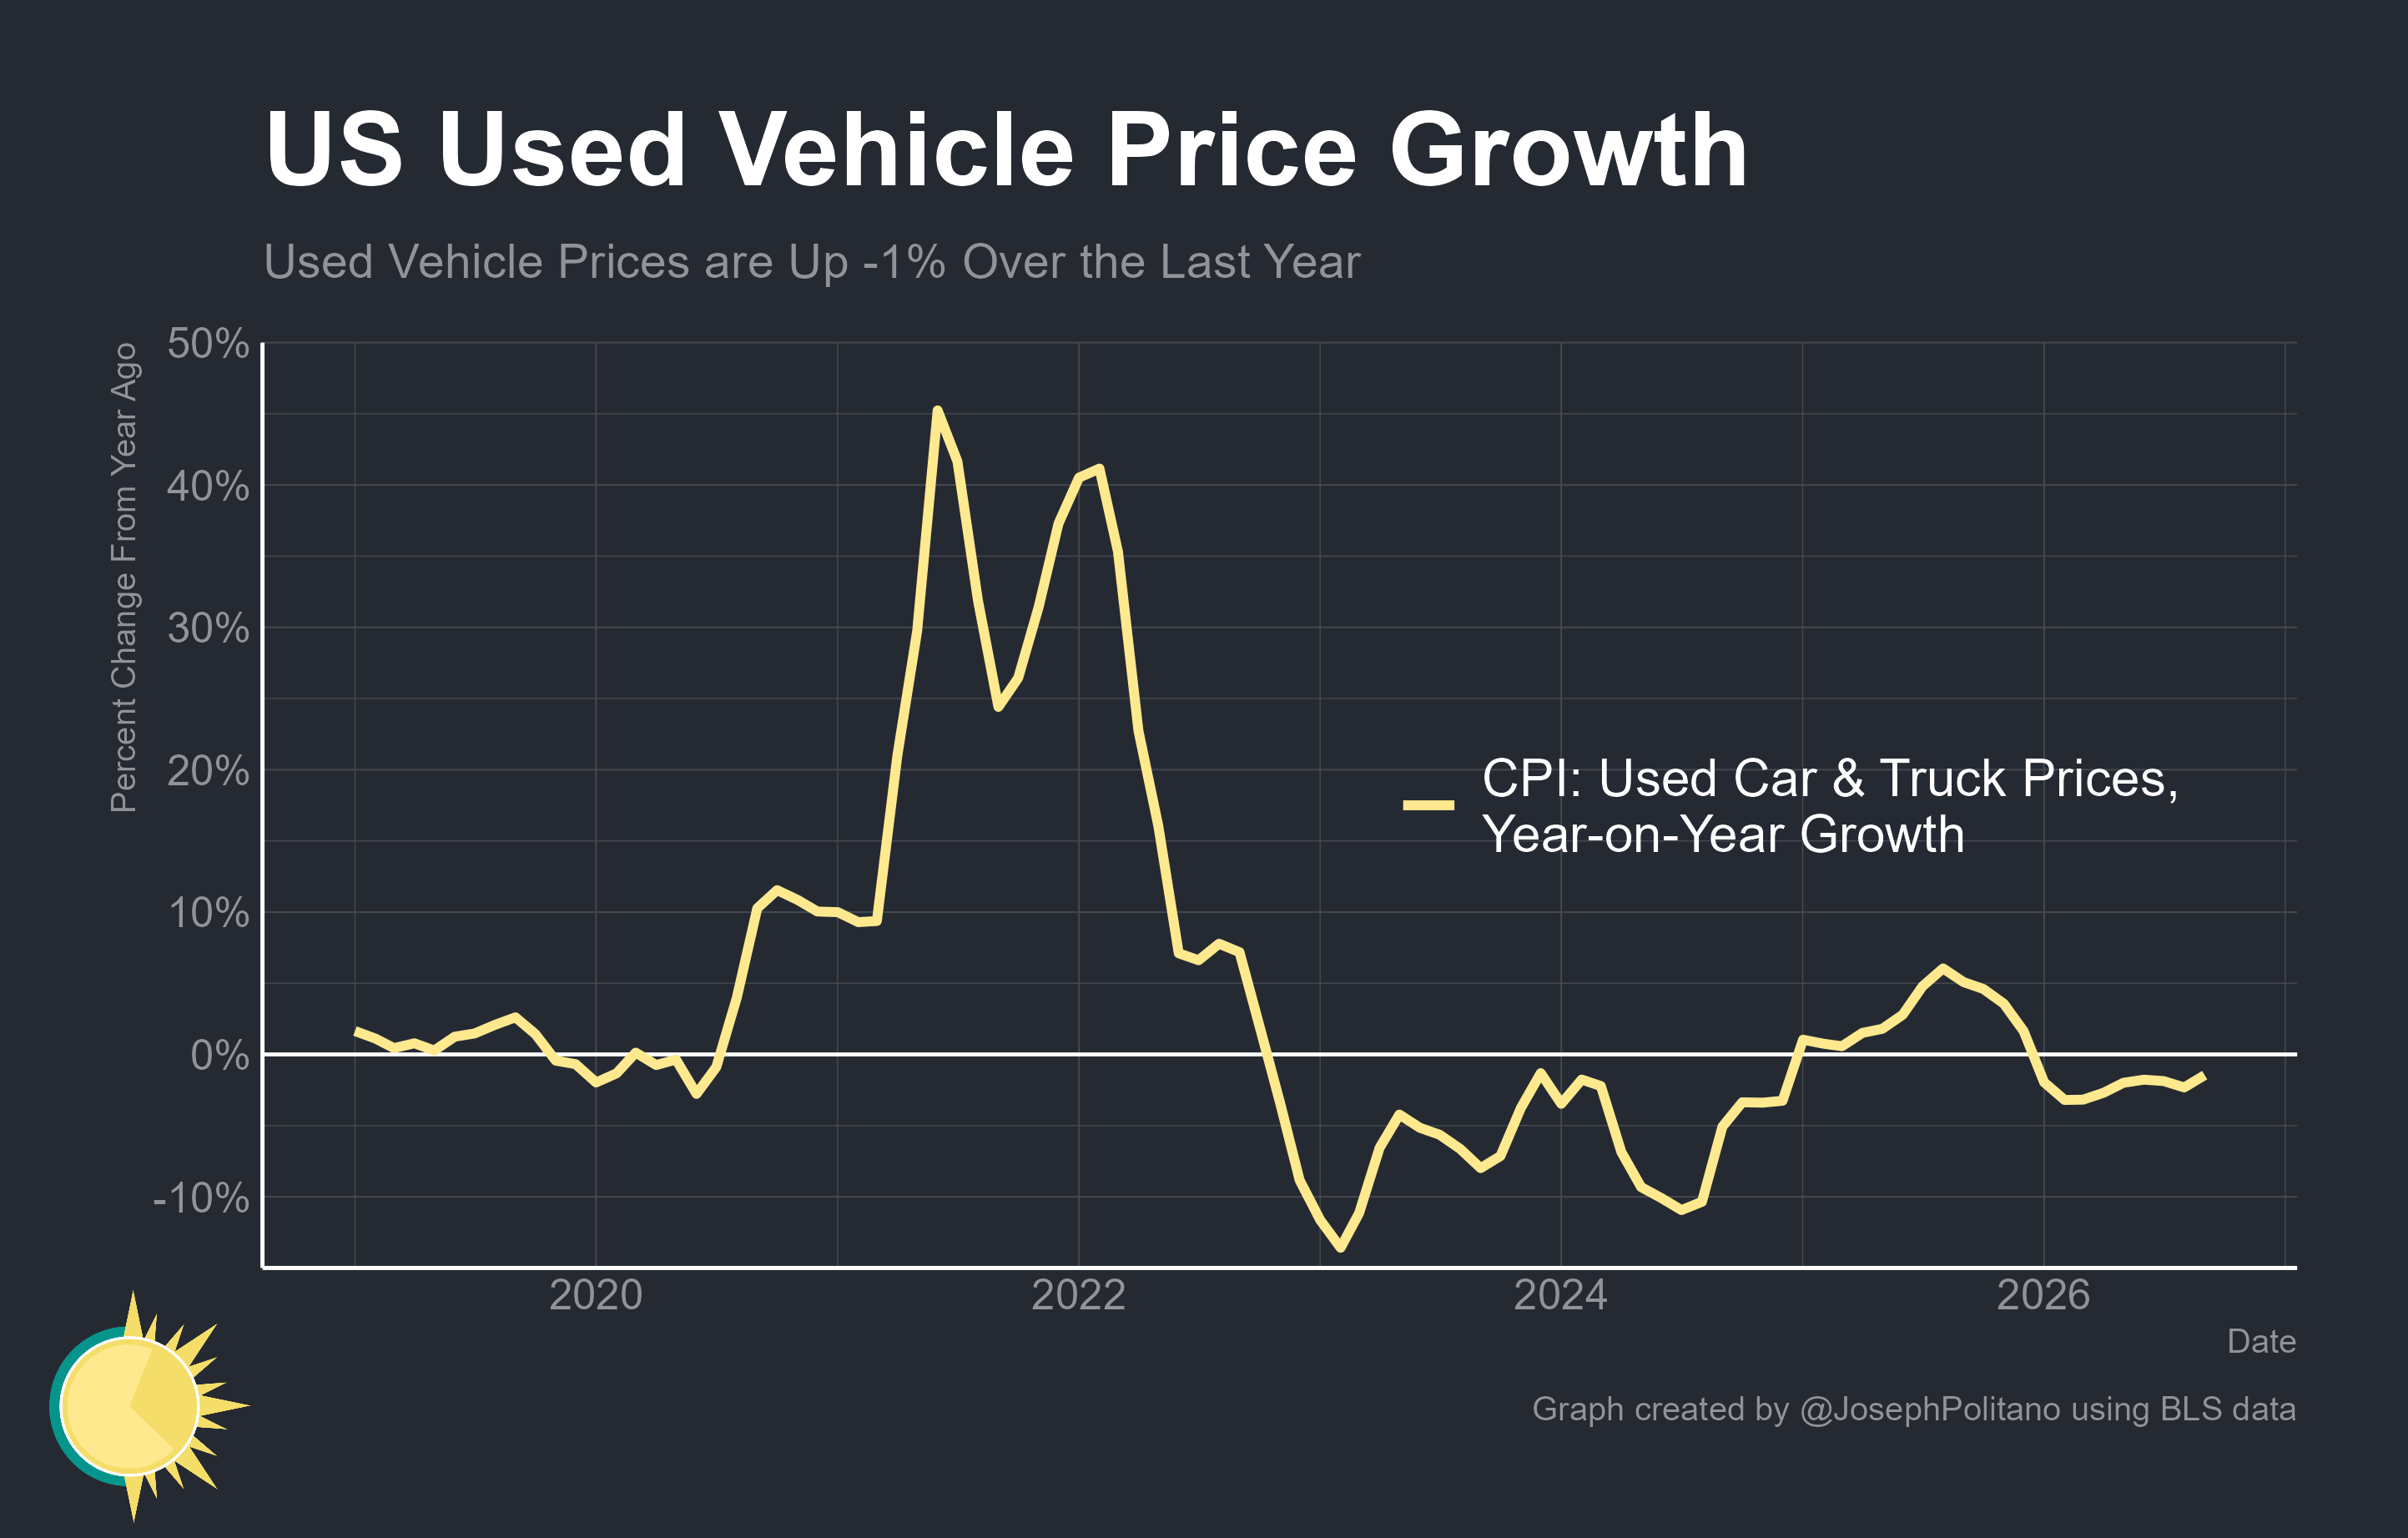 US Used Vehicle Price Growth
Used Vehicle Prices are Up -1% Over the Last Year
Percent Change From Year Ago
50%
40%
30%
20%
10%
0%
-10%
CPI: Used Car & Truck Prices,
Year-on-Year Growth
2020
2022
2024
2026
Date
Graph created by @JosephPolitano using BLS data